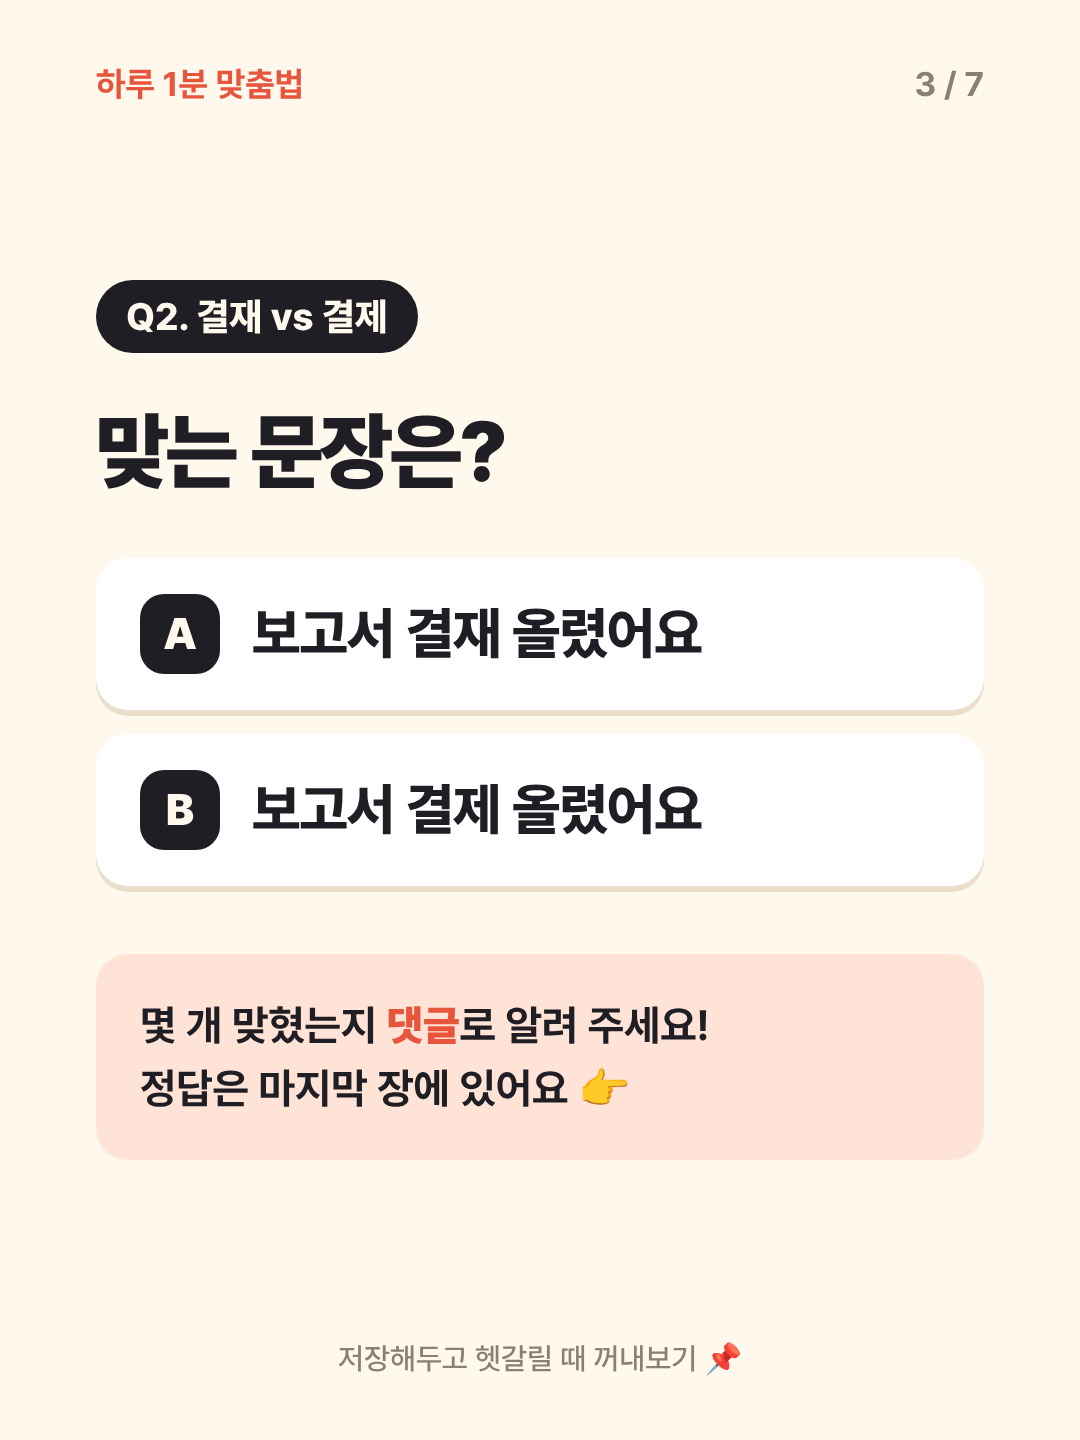 하루 1분 맞춤법
3 / 7
Q2. 결재 vs 결제
맞는 문장은?
A 보고서 결재 올렸어요
B 보고서 결제 올렸어요
몇 개 맞혔는지 댓글로 알려 주세요!
정답은 마지막 장에 있어요 👉
저장해두고 헷갈릴 때 꺼내보기 📌